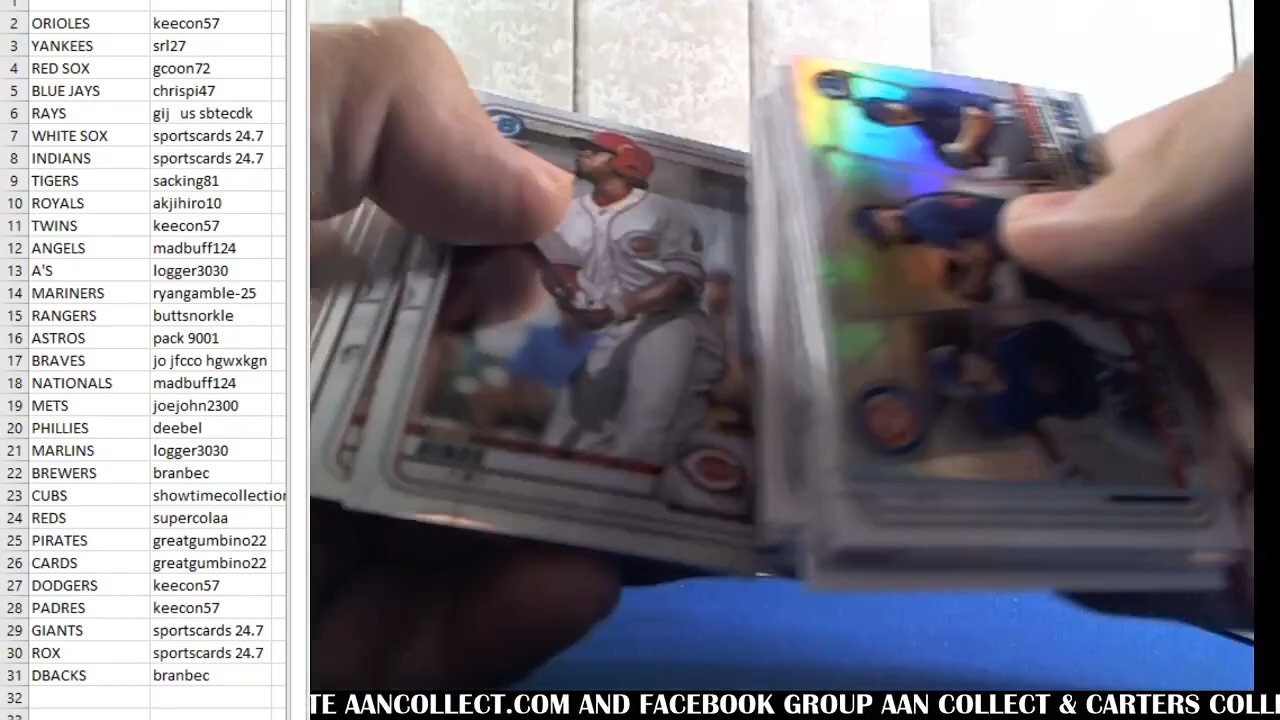 2 ORIOLES keecon57
3 YANKEES srl27
4 RED SOX gcoon72
5 BLUE JAYS chrispi47
6 RAYS gij us sbtecdk
7 WHITE SOX sportscards 24.7
8 INDIANS sportscards 24.7
9 TIGERS sacking81
10 ROYALS akjihiro10
11 TWINS keecon57
12 ANGELS madbuff124
13 A'S logger3030
14 MARINERS ryangamble-25
15 RANGERS buttsnorkle
16 ASTROS pack 9001
17 BRAVES jo jfcco hgwxkgn
18 NATIONALS madbuff124
19 METS joejohn2300
20 PHILLIES deebel
21 MARLINS logger3030
22 BREWERS branbec
23 CUBS showtimecollection
24 REDS supercolaa
25 PIRATES greatgumbino22
26 CARDS greatgumbino22
27 DODGERS keecon57
28 PADRES keecon57
29 GIANTS sportscards 24.7
30 ROX sportscards 24.7
31 DBACKS branbec
32
TE AANCOLLECT.COM AND FACEBOOK GROUP AAN COLLECT & CARTERS COLL